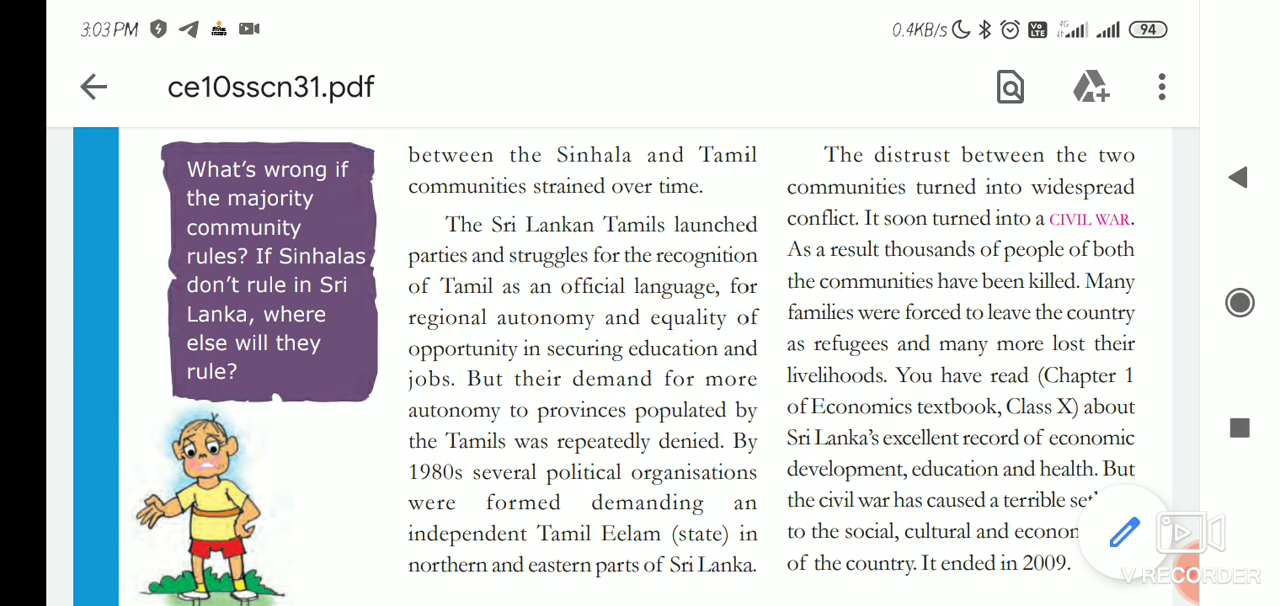 3:03 PM
0.4KB/s
Vo
LTE
4G
94
ce10sscn31.pdf
What's wrong if
the majority
community
rules? If Sinhalas
don't rule in Sri
Lanka, where
else will they
rule?
between the Sinhala and Tamil
communities strained over time.
The Sri Lankan Tamils launched
parties and struggles for the recognition
of Tamil as an official language, for
regional autonomy and equality of
opportunity in securing education and
jobs. But their demand for more
autonomy to provinces populated by
the Tamils was repeatedly denied. By
1980s several political organisations
were formed demanding an
independent Tamil Eelam (state) in
northern and eastern parts of Sri Lanka.
The distrust between the two
communities turned into widespread
conflict. It soon turned into a CIVIL WAR.
As a result thousands of people of both
the communities have been killed. Many
families were forced to leave the country
as refugees and many more lost their
livelihoods. You have read (Chapter 1
of Economics textbook, Class X) about
Sri Lanka's excellent record of economic
development, education and health. But
the civil war has caused a terrible
to the social, cultural and
of the country. It ended in 2009.
V RECORDER